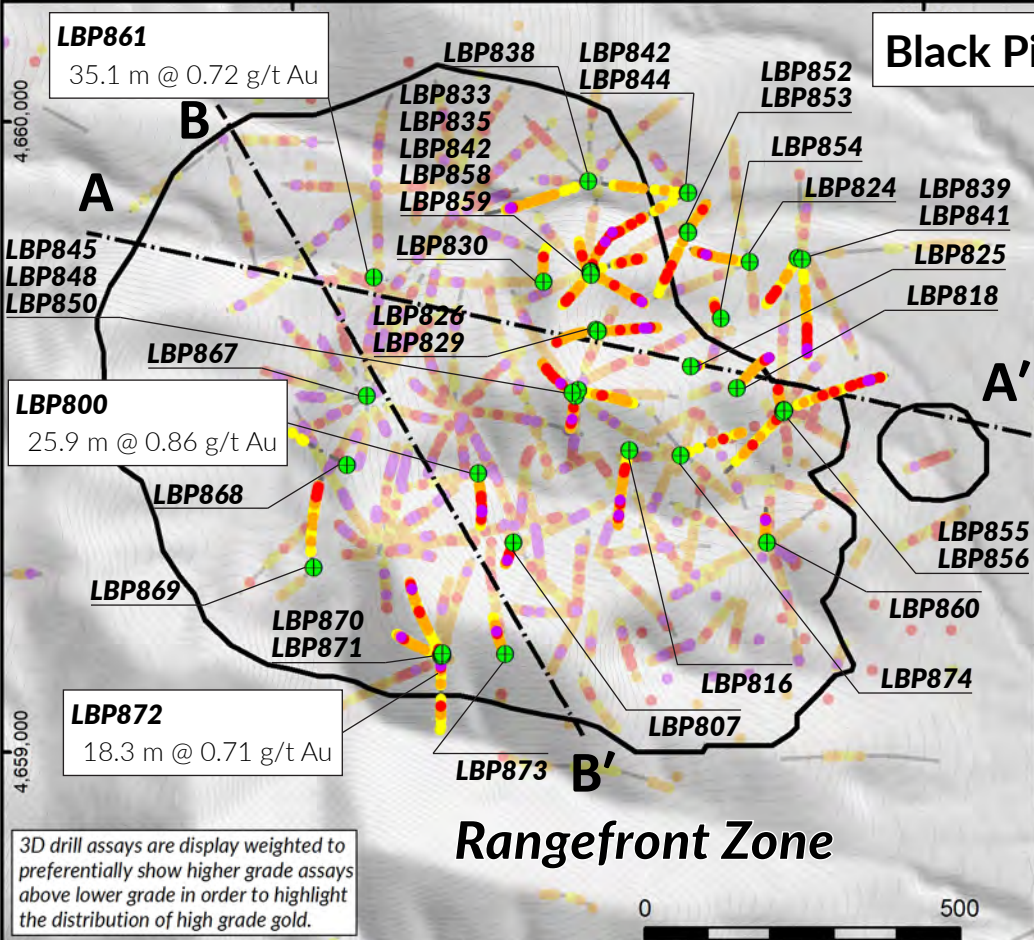 LBP861
35.1 m @ 0.72 g/t Au
LBP838
LBP842
LBP844
Black Pi
LBP852
LBP853
4,660,000
B
LBP833
LBP835
LBP842
LBP858
LBP859
LBP854
A
LBP824
LBP839
LBP841
LBP845
LBP848
LBP850
LBP830
LBP825
LBP818
LBP826
LBP829
LBP867
LBP800
25.9 m @ 0.86 g/t Au
A′
LBP868
LBP855
LBP856
LBP869
LBP860
LBP870
LBP871
LBP816
LBP874
LBP872
18.3 m @ 0.71 g/t Au
LBP807
4,659,000
LBP873
B′
Rangefront Zone
3D drill assays are display weighted to
preferentially show higher grade assays
above lower grade in order to highlight
the distribution of high grade gold.
0
500